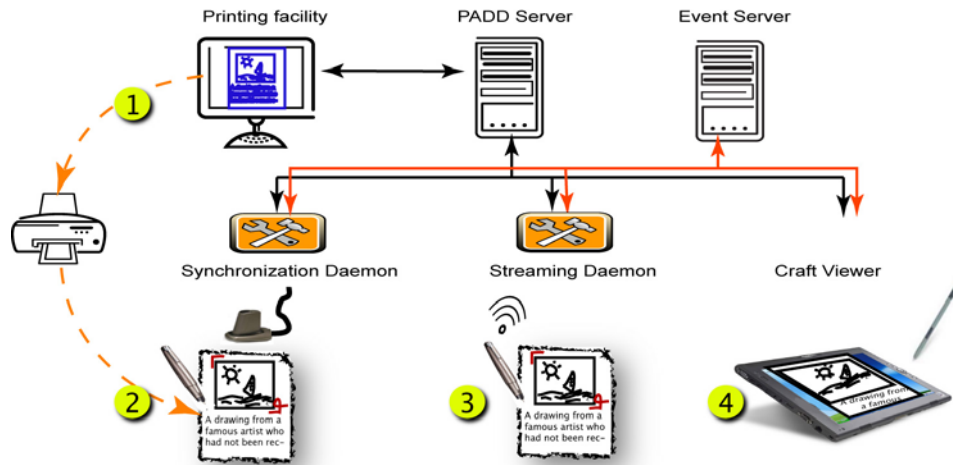 Printing facility
PADD Server
Event Server
1
Synchronization Daemon
Streaming Daemon
Craft Viewer
2
A drawing from a
famous artist who
had not been rec-
3
A drawing from a
famous artist who
had not been rec-
4
A drawing from
a famous